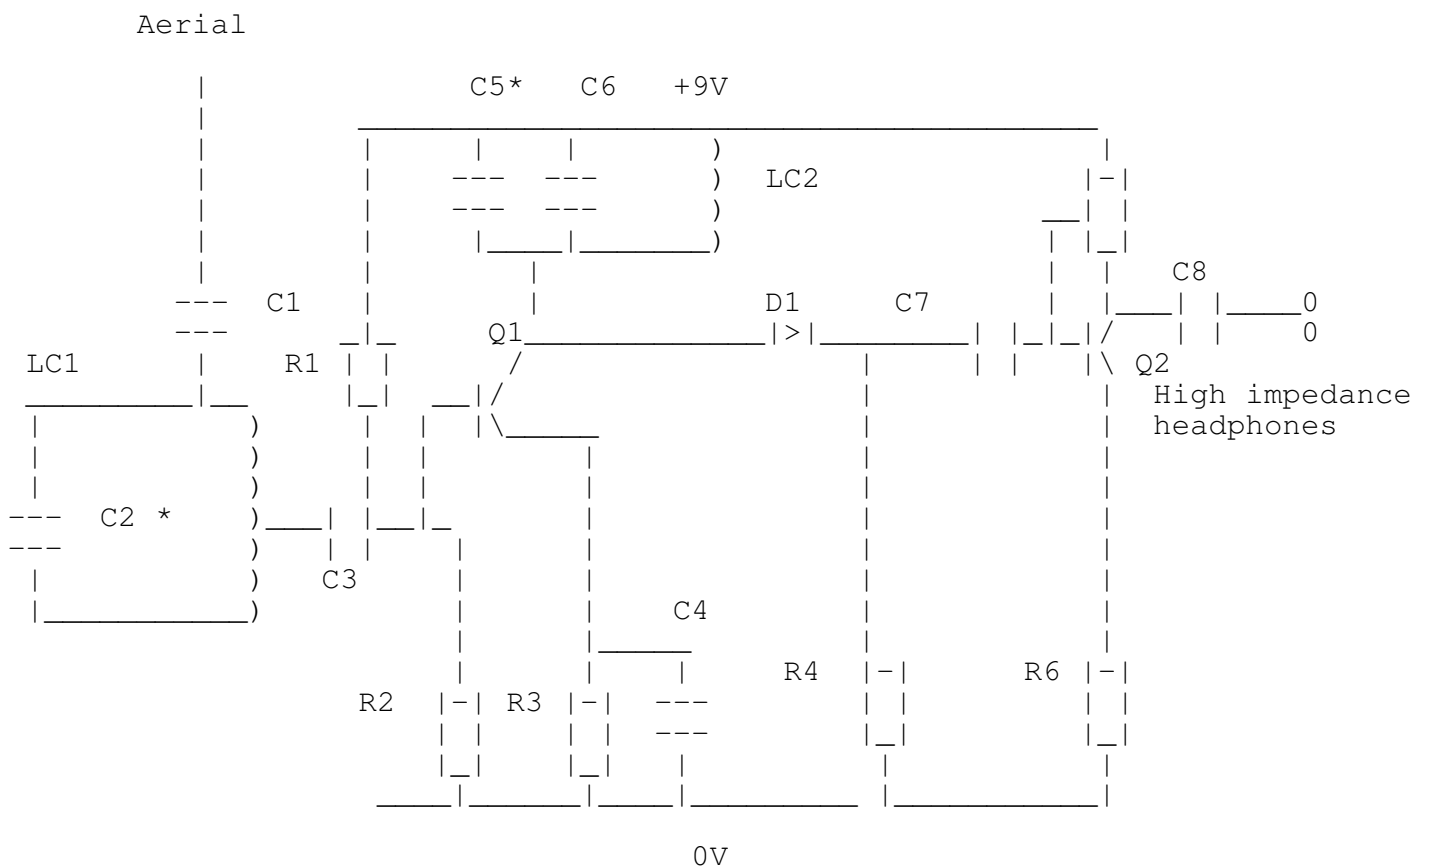 Aerial
C5* C6 +9V
LC2
C8
C1 D1 C7 0
Q1 0
LC1 R1 Q2
High impedance
headphones
C2 *
C3
C4
R4 R6
R2 R3
0V